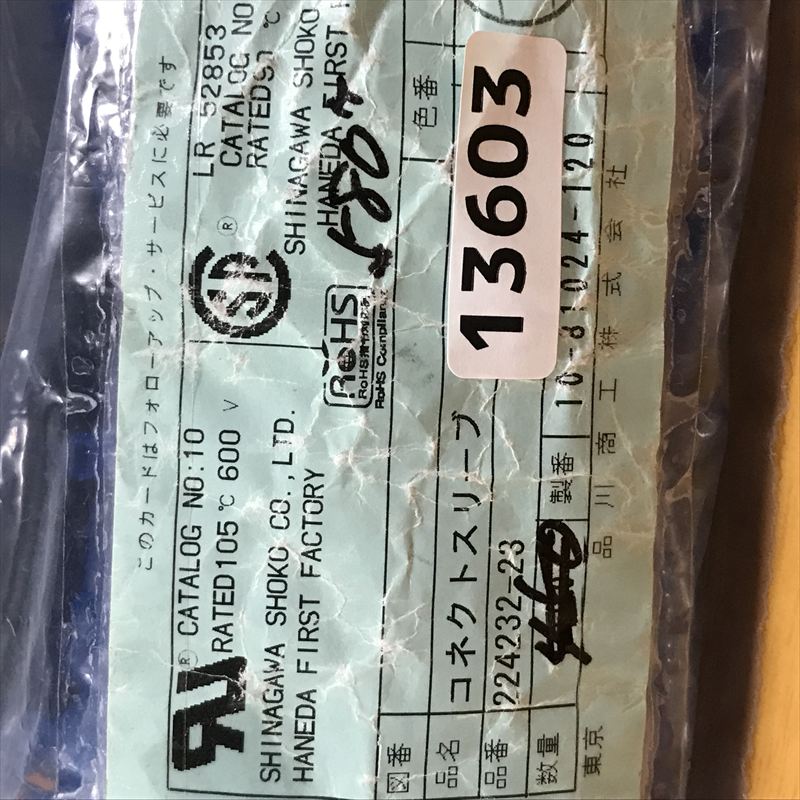 このカードはフォローアップ・サービスに必要です
CATALOG NO:10
RATED105℃ 600 V
SHINAGAWA SHOKO CO.,LTD.
HANEDA FIRST FACTORY
LR 52853
CATALOG NO
RATED90 ℃
SHINAGAWA SHOKO
HANEDA FIRST F
RoHS
RoHS Compliance
580
図番
色番
品名 コネクトスリーブ
品番 224232-23
13603
数量
製番 10-81024-120
東京 品川商工株式会社